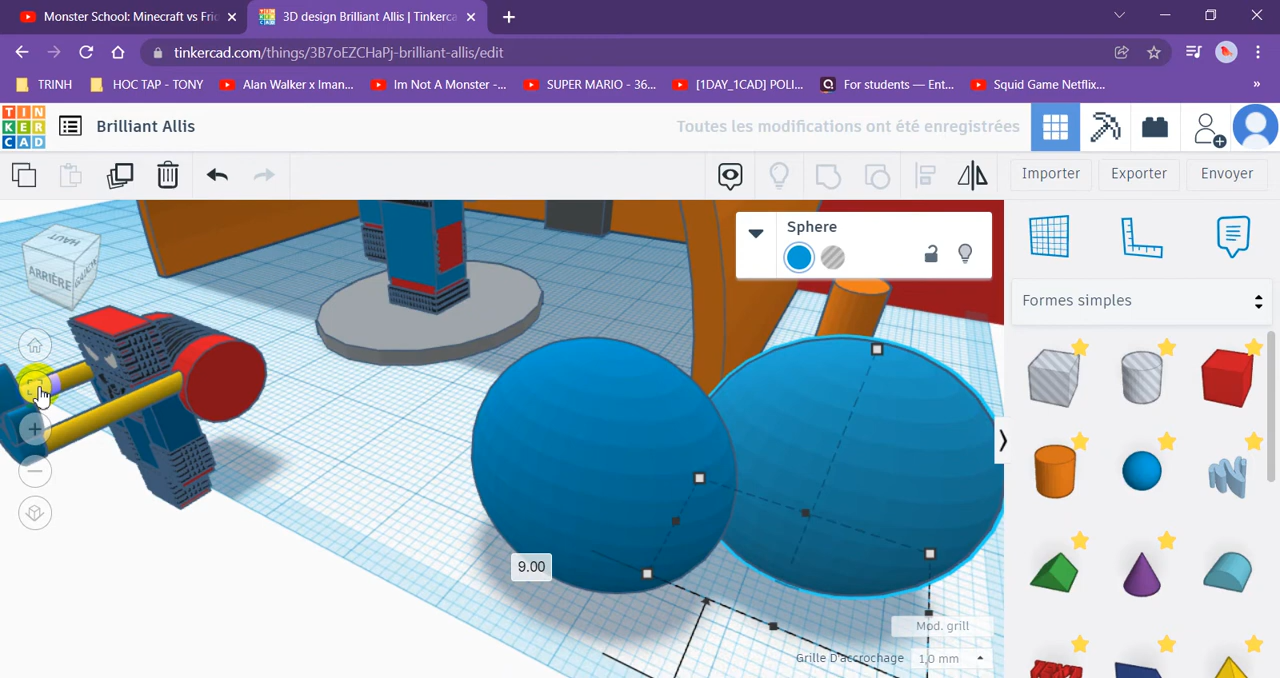 Monster School: Minecraft vs Fric
3D design Brilliant Allis | Tinkerca
tinkercad.com/things/3B7oEZCHaPj-brilliant-allis/edit
TRINH
HOC TAP - TONY
Alan Walker x Iman...
Im Not A Monster -...
SUPER MARIO - 36...
[1DAY_1CAD] POLI...
For students — Ent...
Squid Game Netflix...
»
TIN
KER
CAD
Brilliant Allis
Toutes les modifications ont été enregistrées
Importer
Exporter
Envoyer
HAUT
ARRIÈRE
GAUCHE
Sphere
Formes simples
9.00
Mod. grill
Grille D'accrochage
1,0 mm